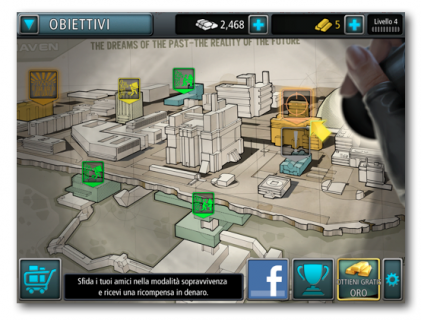 OBIETTIVI
2,468
5
Livello 4
AVEN
THE DREAMS OF THE PAST-THE REALITY OF THE FUTURE
Sfida i tuoi amici nella modalità sopravvivenza
e ricevi una ricompensa in denaro.
f
OTTIENI GRATIS
ORO